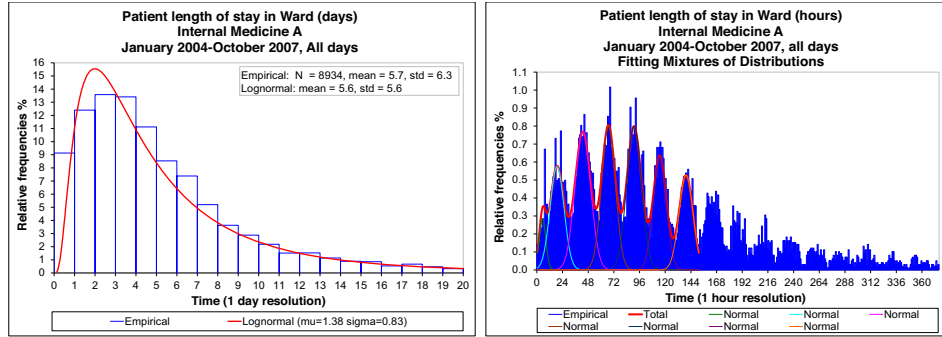 Patient length of stay in Ward (days)
Internal Medicine A
January 2004-October 2007, All days
Empirical: N = 8934, mean = 5.7, std = 6.3
Lognormal: mean = 5.6, std = 5.6
Relative frequencies %
16
15
14
13
12
11
10
9
8
7
6
5
4
3
2
1
0
0 1 2 3 4 5 6 7 8 9 10 11 12 13 14 15 16 17 18 19 20
Time (1 day resolution)
Empirical Lognormal (mu=1.38 sigma=0.83)
Patient length of stay in Ward (hours)
Internal Medicine A
January 2004-October 2007, all days
Fitting Mixtures of Distributions
Relative frequencies %
1.1
1.0
0.9
0.8
0.7
0.6
0.5
0.4
0.3
0.2
0.1
0.0
0 24 48 72 96 120 144 168 192 216 240 264 288 312 336 360
Time (1 hour resolution)
Empirical Total Normal Normal Normal
Normal Normal Normal Normal